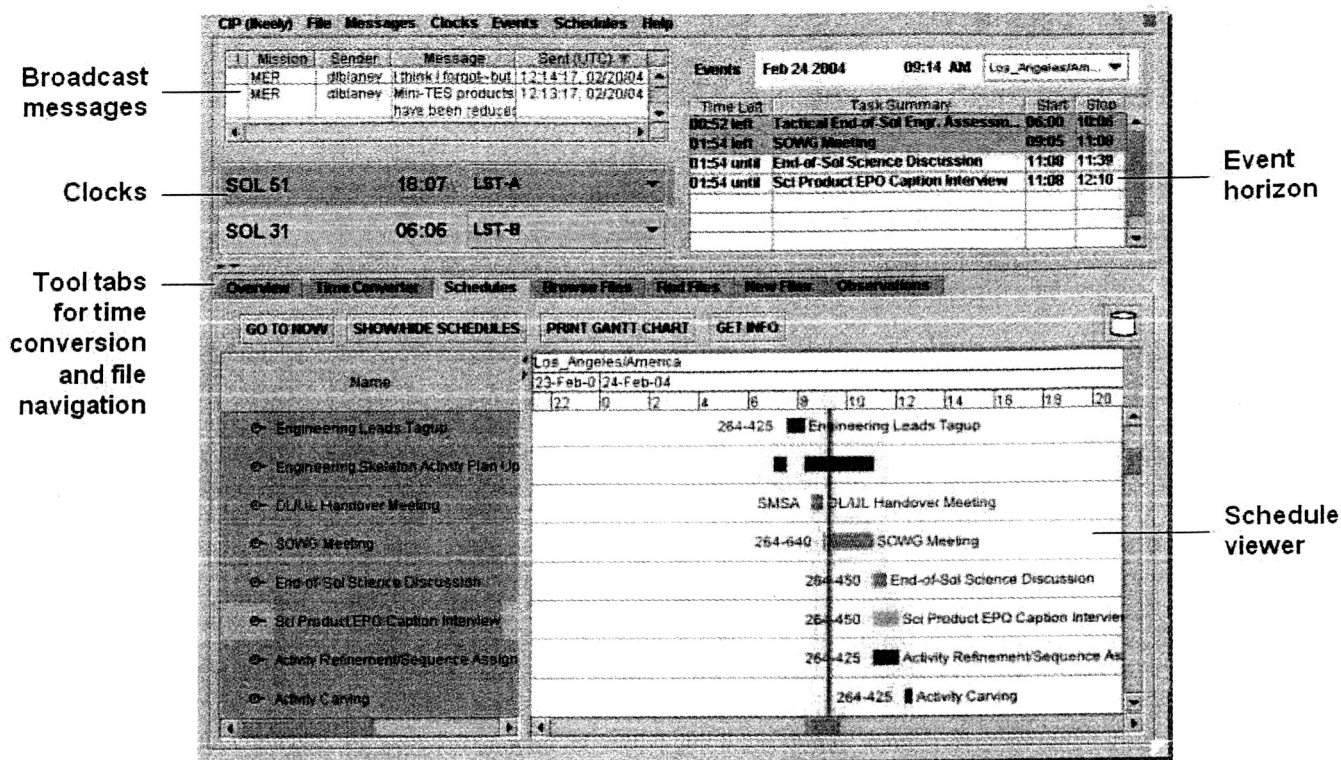 CIP (lkeely) File Messages Clocks Events Schedules Help
Broadcast
messages
! Mission Sender Message Sent (UTC)
MER dlblaney I think I forgot--but 12:14:17, 02/20/04
MER dlblaney Mini-TES products 12:13:17, 02/20/04
have been reduced
Events Feb 24 2004 09:14 AM Los_Angeles/Am...
Time Left Task Summary Start Stop
00:52 left Tactical End-of-Sol Engr. Assessm... 06:00 10:06
01:54 left SOWG Meeting 09:05 11:08
01:54 until End-of-Sol Science Discussion 11:08 11:39
01:54 until Sci Product EPO Caption Interview 11:08 12:10
Event
horizon
Clocks
SOL 51 18:07 LST-A
SOL 31 06:06 LST-B
Tool tabs
for time
conversion
and file
navigation
Overview Time Converter Schedules Browse Files Find Files New Files Observations
GO TO NOW SHOW/HIDE SCHEDULES PRINT GANTT CHART GET INFO
Name
Los_Angeles/America
23-Feb-0 24-Feb-04
22 0 2 4 6 8 10 12 14 16 18 20
Engineering Leads Tagup 264-425 Engineering Leads Tagup
Engineering Skeleton Activity Plan Up
DL/UL Handover Meeting SMSA DL/UL Handover Meeting
SOWG Meeting 264-640 SOWG Meeting
End-of-Sol Science Discussion 264-450 End-of-Sol Science Discussion
Sci Product EPO Caption Interview 264-450 Sci Product EPO Caption Interview
Activity Refinement/Sequence Assign 264-425 Activity Refinement/Sequence As
Activity Carving 264-425 Activity Carving
Schedule
viewer